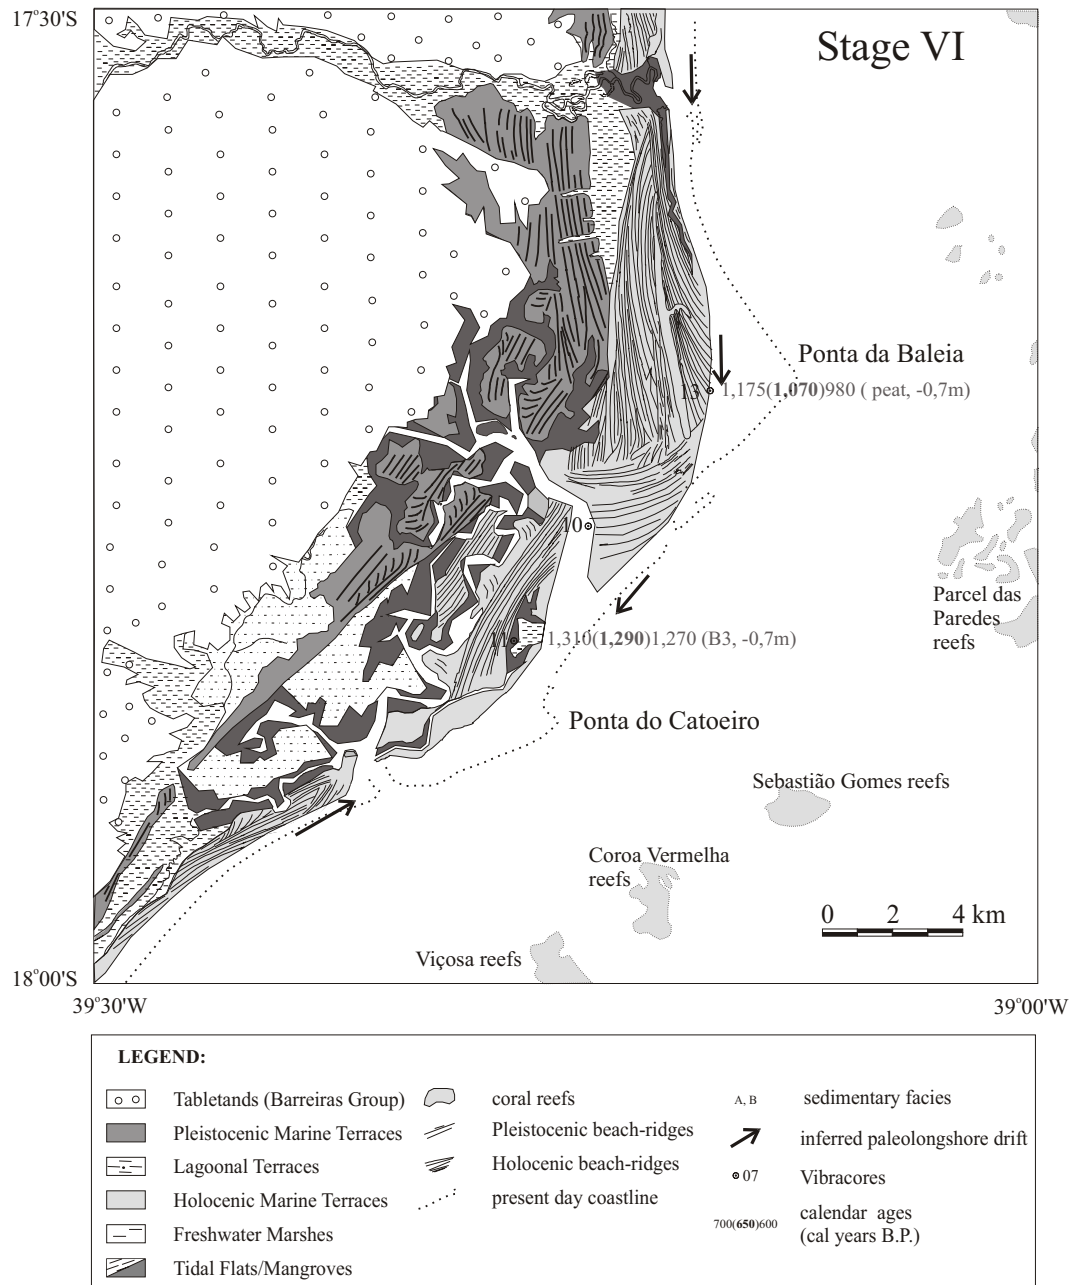 17°30'S
Stage VI
Ponta da Baleia
13
1,175(1,070)980 ( peat, -0,7m)
10
Parcel das
Paredes
reefs
11
1,310(1,290)1,270 (B3, -0,7m)
Ponta do Catoeiro
Sebastião Gomes reefs
Coroa Vermelha
reefs
0 2 4 km
Viçosa reefs
18°00'S
39°30'W
39°00'W
LEGEND:
Tabletands (Barreiras Group)
Pleistocenic Marine Terraces
Lagoonal Terraces
Holocenic Marine Terraces
Freshwater Marshes
Tidal Flats/Mangroves
coral reefs
Pleistocenic beach-ridges
Holocenic beach-ridges
present day coastline
A, B sedimentary facies
inferred paleolongshore drift
07 Vibracores
700(650)600 calendar ages
(cal years B.P.)